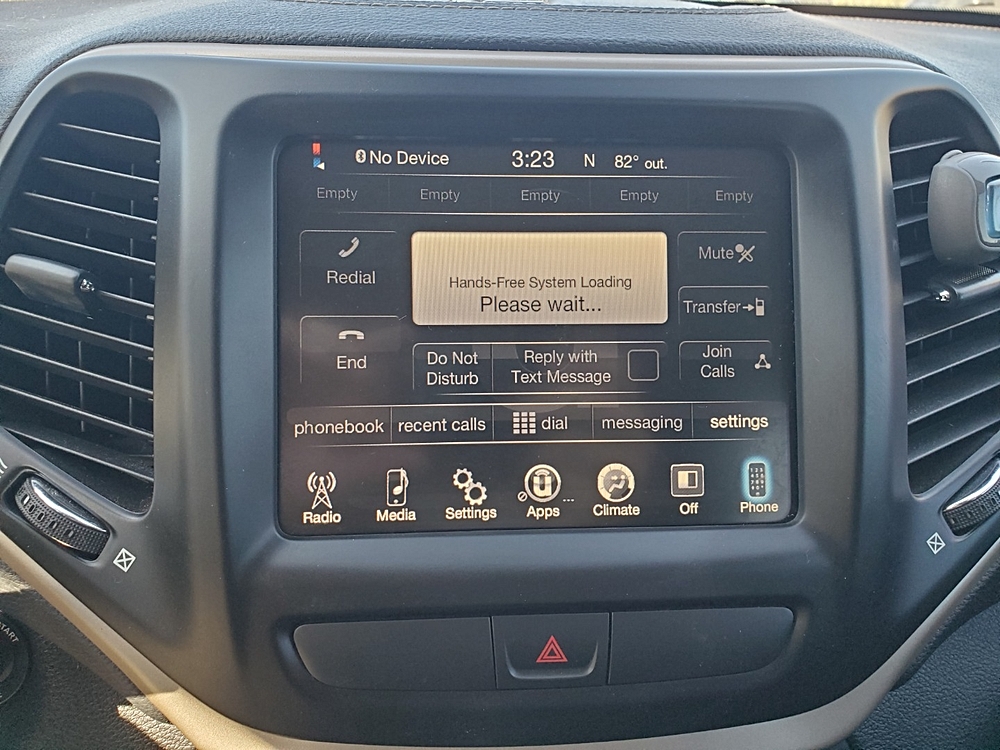 No Device
3:23
N
82° out.
Empty
Empty
Empty
Empty
Empty
Redial
Hands-Free System Loading
Please wait...
Mute
Transfer
End
Do Not
Disturb
Reply with
Text Message
Join
Calls
phonebook
recent calls
dial
messaging
settings
Radio
Media
Settings
Apps
...
Climate
Off
Phone
START